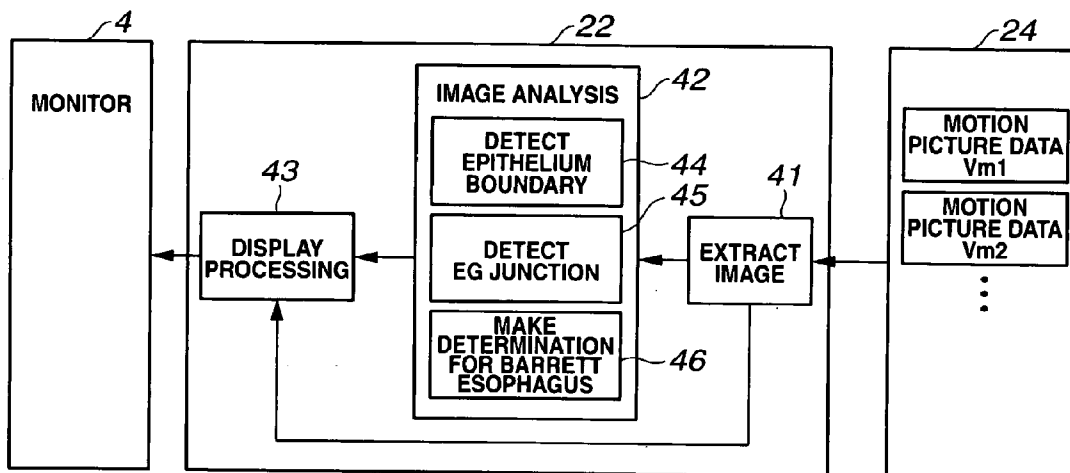 4
22
24
MONITOR
IMAGE ANALYSIS
42
DETECT
EPITHELIUM
BOUNDARY
44
45
DETECT
EG JUNCTION
MAKE
DETERMINATION
FOR BARRETT
ESOPHAGUS
46
43
DISPLAY
PROCESSING
41
EXTRACT
IMAGE
MOTION
PICTURE DATA
Vm1
MOTION
PICTURE DATA
Vm2